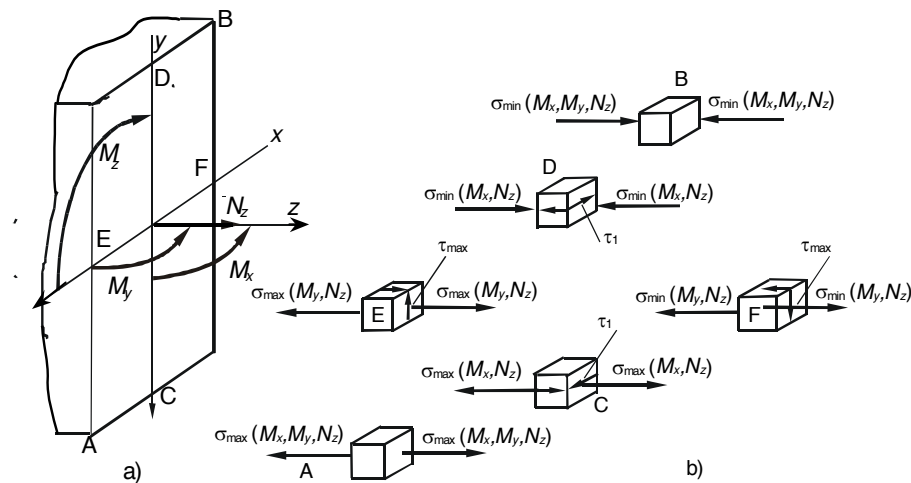 B
y
D
x
M_z
F
N_z
z
E
M_y
M_x
C
A
a)
B
σ_min (M_x,M_y,N_z)
σ_min (M_x,M_y,N_z)
D
σ_min (M_x,N_z)
σ_min (M_x,N_z)
τ_1
τ_max
σ_max (M_y,N_z)
E
σ_max (M_y,N_z)
τ_max
σ_min (M_y,N_z)
F
σ_min (M_y,N_z)
τ_1
σ_max (M_x,N_z)
σ_max (M_x,N_z)
C
σ_max (M_x,M_y,N_z)
σ_max (M_x,M_y,N_z)
A
b)